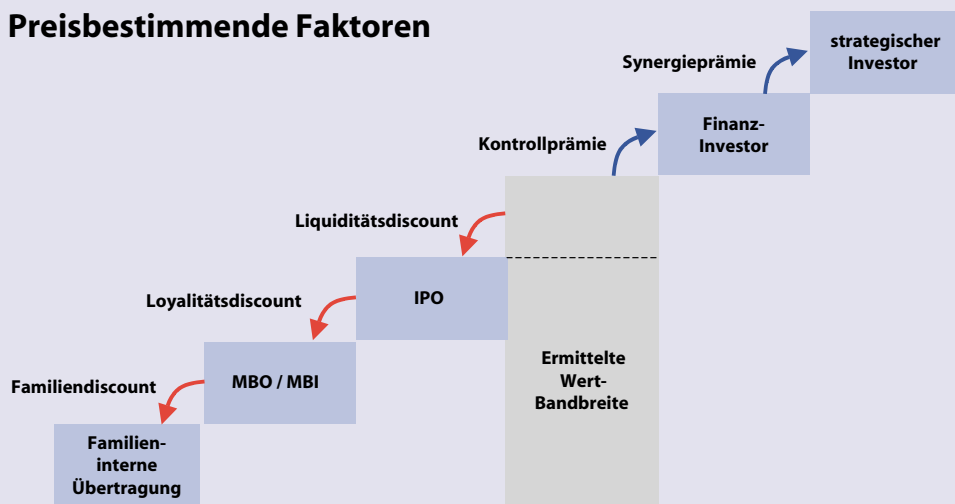 Preisbestimmende Faktoren
strategischer
Investor
Synergieprämie
Finanz-
Investor
Kontrollprämie
Liquiditätsdiscount
IPO
Loyalitätsdiscount
Ermittelte
Wert-
Bandbreite
MBO / MBI
Familiendiscount
Familien-
interne
Übertragung